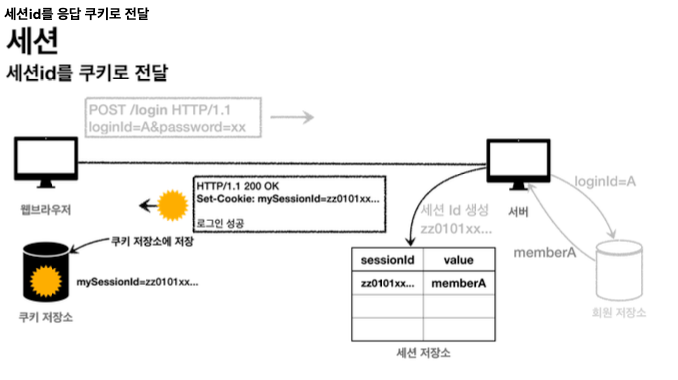 세션id를 응답 쿠키로 전달
세션
세션id를 쿠키로 전달
POST /login HTTP/1.1
loginId=A&password=xx
웹브라우저
HTTP/1.1 200 OK
Set-Cookie: mySessionId=zz0101xx...
로그인 성공
세션 Id 생성
zz0101xx...
서버
loginId=A
memberA
쿠키 저장소에 저장
mySessionId=zz0101xx...
쿠키 저장소
sessionId value
zz0101xx... memberA
세션 저장소
회원 저장소